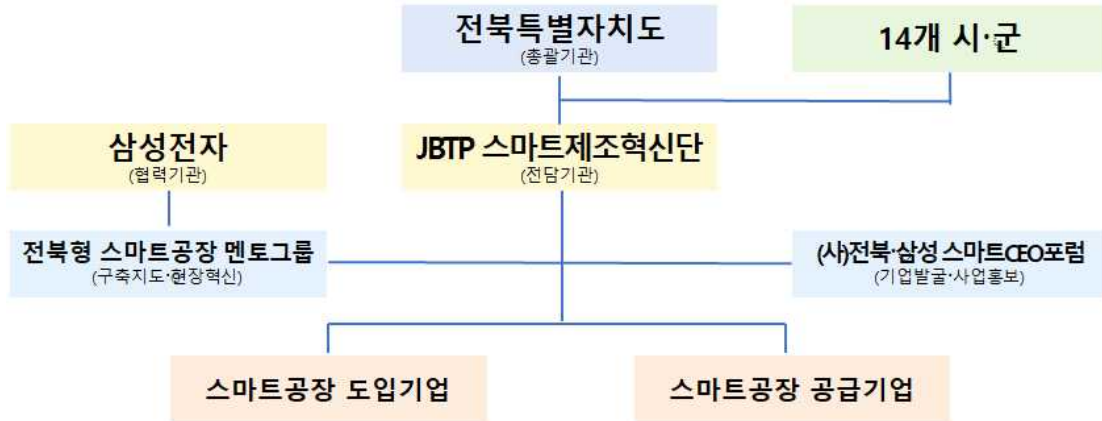 전북특별자치도
(총괄기관)
14개 시·군
삼성전자
(협력기관)
JBTP 스마트제조혁신단
(전담기관)
전북형 스마트공장 멘토그룹
(구축지도·현장혁신)
(사)전북·삼성 스마트CEO포럼
(기업발굴·사업홍보)
스마트공장 도입기업
스마트공장 공급기업